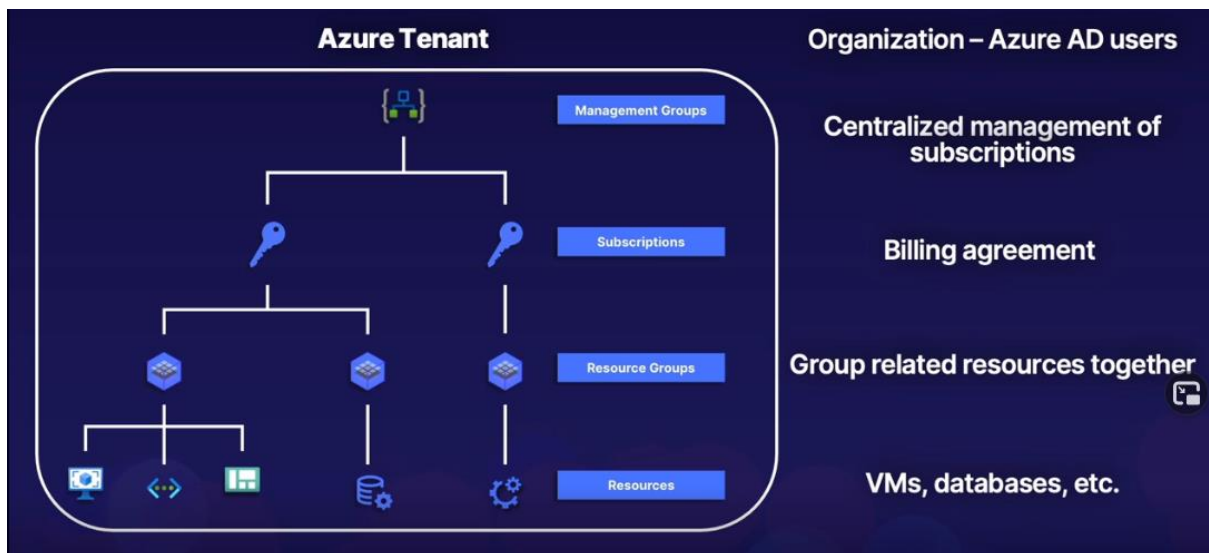 Azure Tenant
Organization – Azure AD users
Management Groups
Centralized management of
subscriptions
Subscriptions
Billing agreement
Resource Groups
Group related resources together
Resources
VMs, databases, etc.